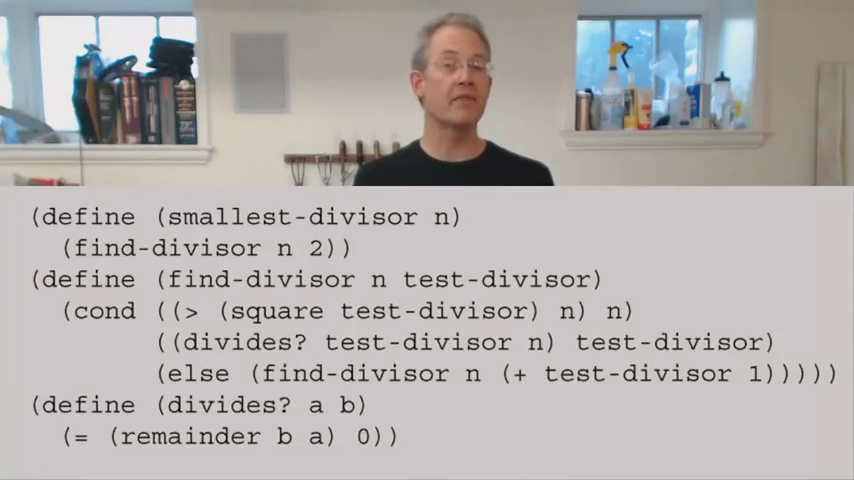 (define (smallest-divisor n)
(find-divisor n 2))
(define (find-divisor n test-divisor)
(cond ((> (square test-divisor) n) n)
((divides? test-divisor n) test-divisor)
(else (find-divisor n (+ test-divisor 1)))))
(define (divides? a b)
(= (remainder b a) 0))